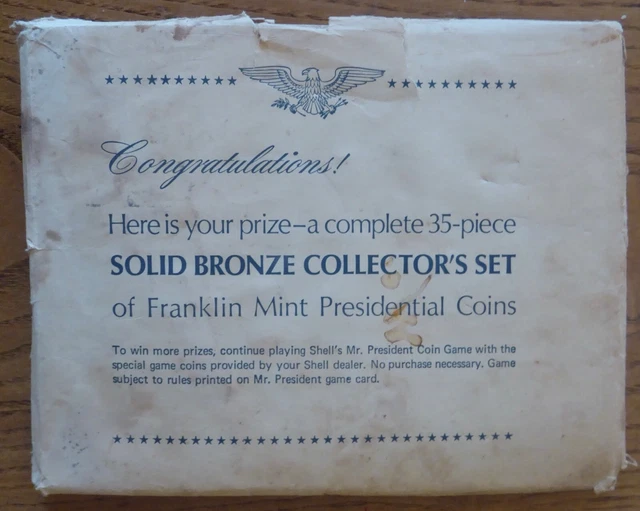 Congratulations!
Here is your prize–a complete 35-piece
SOLID BRONZE COLLECTOR'S SET
of Franklin Mint Presidential Coins
To win more prizes, continue playing Shell's Mr. President Coin Game with the
special game coins provided by your Shell dealer. No purchase necessary. Game
subject to rules printed on Mr. President game card.